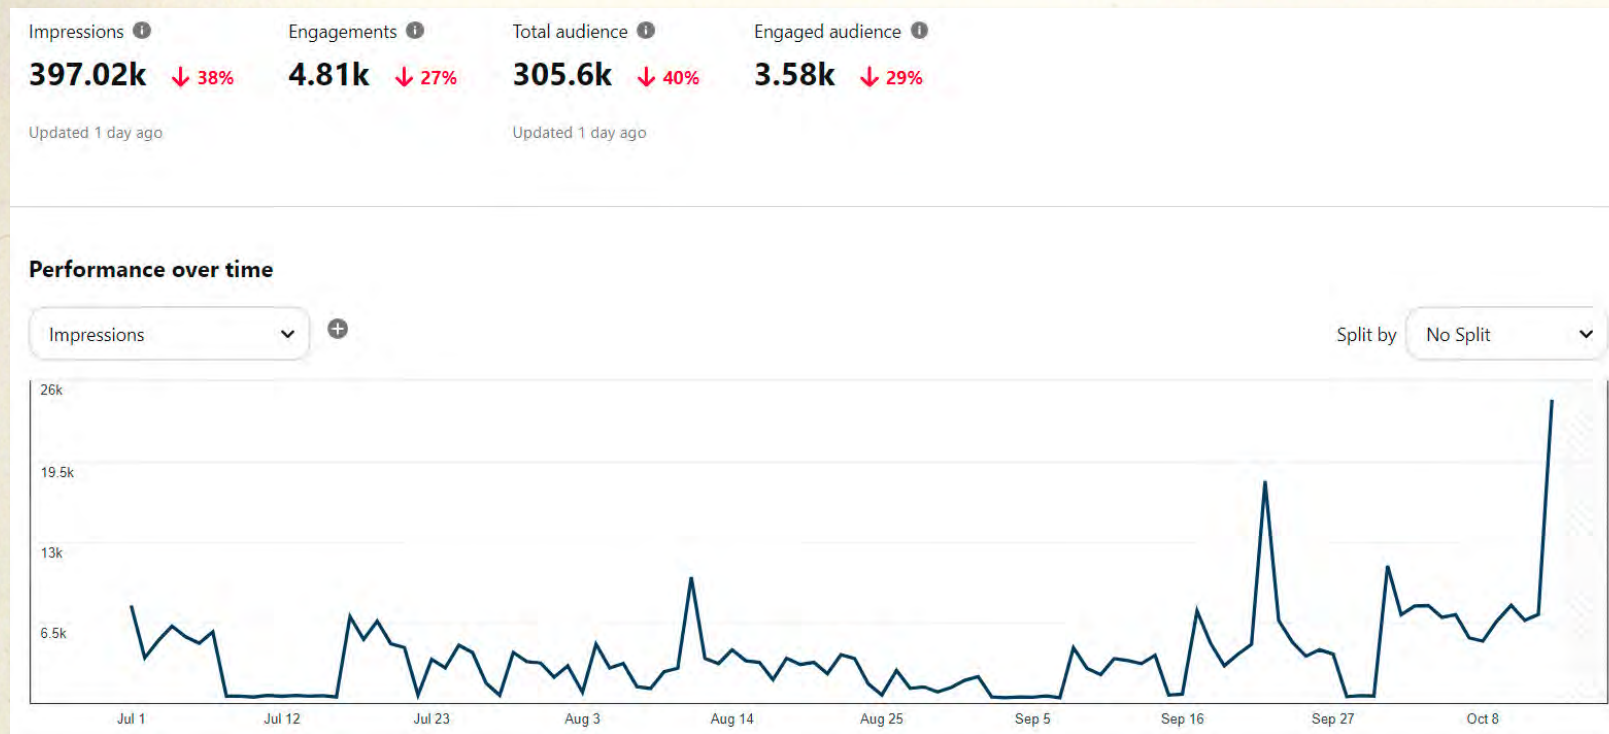 Impressions Engagements Total audience Engaged audience
397.02k 38% 4.81k 27% 305.6k 40% 3.58k 29%
Updated 1 day ago Updated 1 day ago
Performance over time
Impressions Split by No Split
26k
19.5k
13k
6.5k
Jul 1 Jul 12 Jul 23 Aug 3 Aug 14 Aug 25 Sep 5 Sep 16 Sep 27 Oct 8